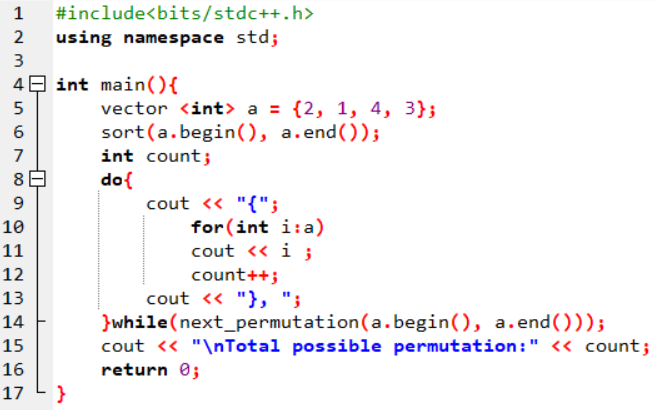 1 #include<bits/stdc++.h>
2 using namespace std;
3
4 int main(){
5 vector <int> a = {2, 1, 4, 3};
6 sort(a.begin(), a.end());
7 int count;
8 do{
9 cout << "{";
10 for(int i:a)
11 cout << i ;
12 count++;
13 cout << "}, ";
14 }while(next_permutation(a.begin(), a.end()));
15 cout << "\nTotal possible permutation:" << count;
16 return 0;
17 }